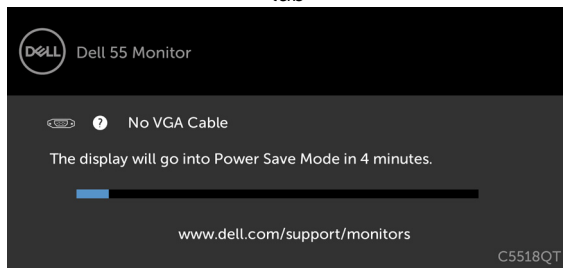 DELL
Dell 55 Monitor
? No VGA Cable
The display will go into Power Save Mode in 4 minutes.
www.dell.com/support/monitors
C5518QT